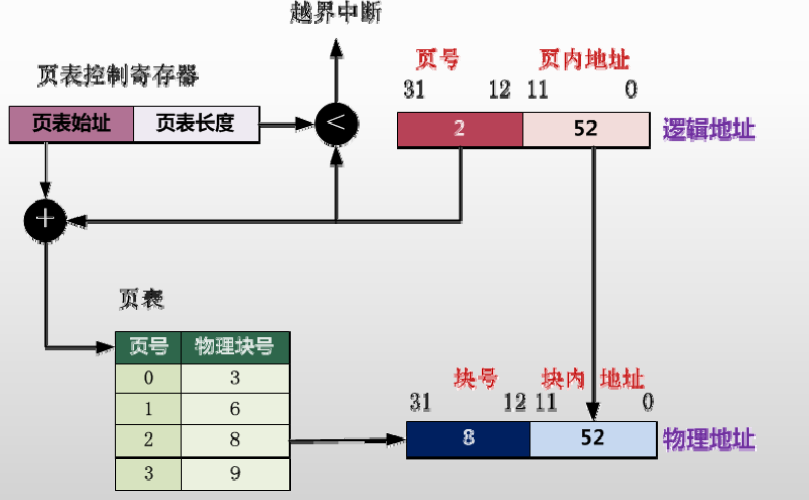 越界中断
页表控制寄存器
页表始址 页表长度
<
页号 页内地址
31 12 11 0
2 52 逻辑地址
+
页表
页号 物理块号
0 3
1 6
2 8
3 9
块号 块内 地址
31 12 11 0
8 52 物理地址